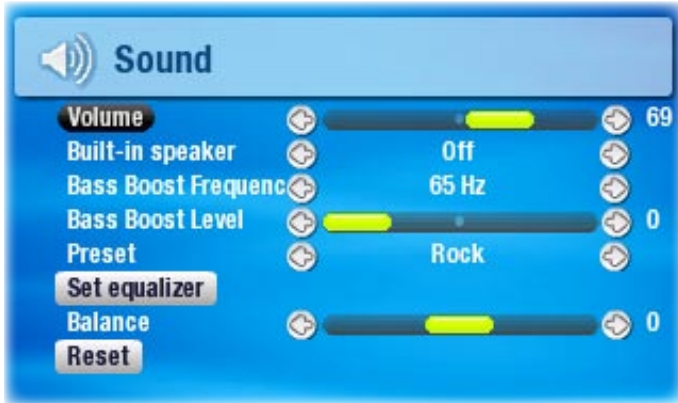 Sound
Volume 69
Built-in speaker Off
Bass Boost Frequenc 65 Hz
Bass Boost Level 0
Preset Rock
Set equalizer
Balance 0
Reset